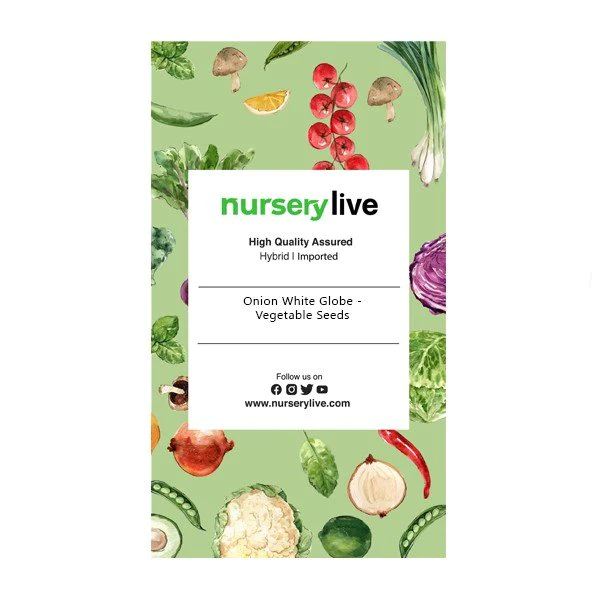 nurserylive
High Quality Assured
Hybrid | Imported
Onion White Globe -
Vegetable Seeds
Follow us on
www.nurserylive.com